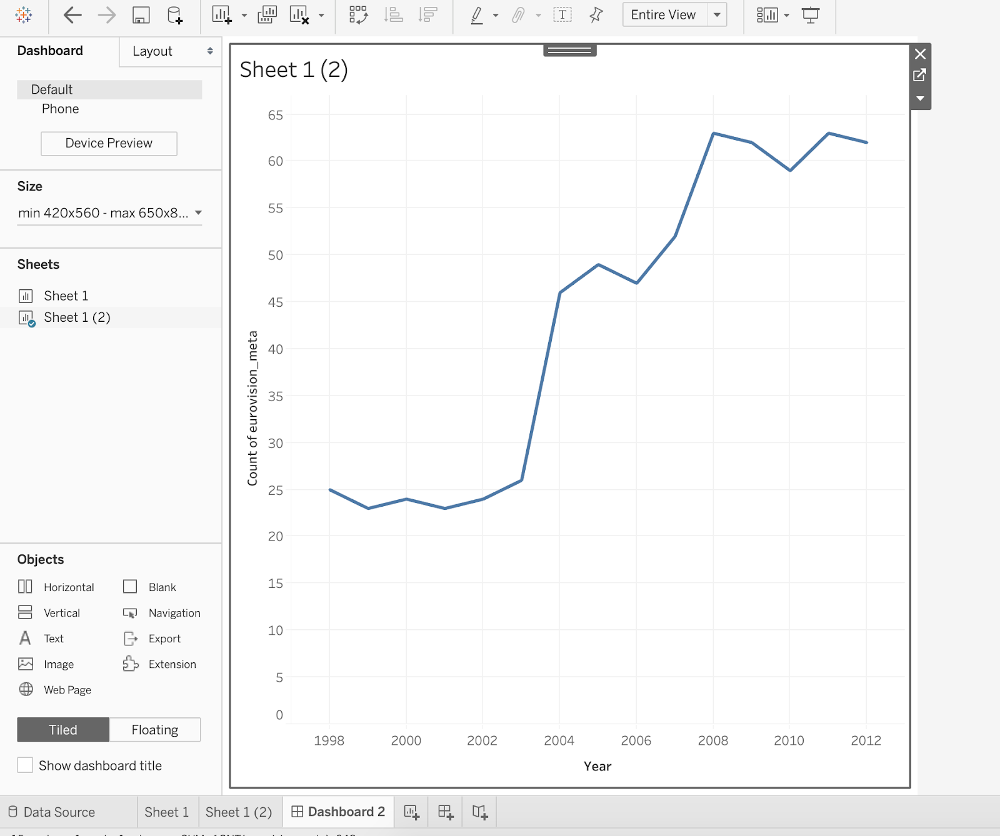 Entire View
Dashboard
Layout
Default
Phone
Device Preview
Size
min 420x560 - max 650x8...
Sheets
Sheet 1
Sheet 1 (2)
Objects
Horizontal
Blank
Vertical
Navigation
Text
Export
Image
Extension
Web Page
Tiled
Floating
Show dashboard title
Sheet 1 (2)
65
60
55
50
45
40
35
30
25
20
15
10
5
0
Count of eurovision_meta
1998
2000
2002
2004
2006
2008
2010
2012
Year
Data Source
Sheet 1
Sheet 1 (2)
Dashboard 2